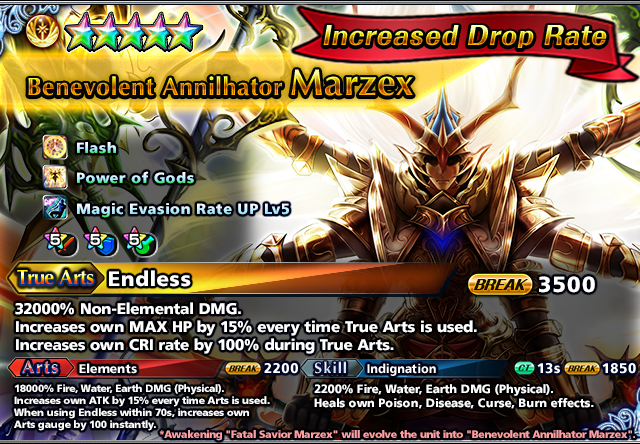 Increased Drop Rate
Benevolent Annilhator Marzex
Flash
Power of Gods
Magic Evasion Rate UP Lv5
5 5 5
True Arts Endless BREAK 3500
32000% Non-Elemental DMG.
Increases own MAX HP by 15% every time True Arts is used.
Increases own CRI rate by 100% during True Arts.
Arts Elements BREAK 2200
18000% Fire, Water, Earth DMG (Physical).
Increases own ATK by 15% every time Arts is used.
When using Endless within 70s, increases own
Arts gauge by 100 instantly.
Skill Indignation CT 13s BREAK 1850
2200% Fire, Water, Earth DMG (Physical).
Heals own Poison, Disease, Curse, Burn effects.
*Awakening "Fatal Savior Marzex" will evolve the unit into "Benevolent Annilhator Marzex".